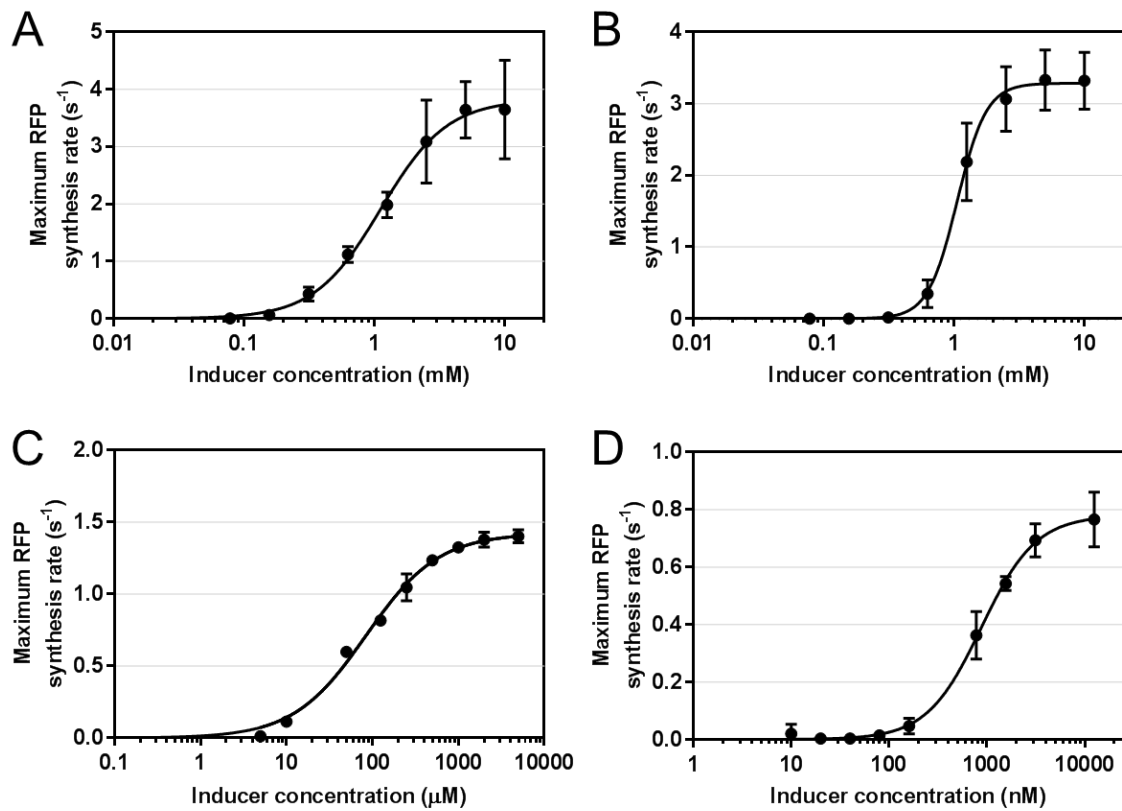 A
Maximum RFP
synthesis rate (s⁻¹)
5
4
3
2
1
0
0.01 0.1 1 10
Inducer concentration (mM)
B
Maximum RFP
synthesis rate (s⁻¹)
4
3
2
1
0
0.01 0.1 1 10
Inducer concentration (mM)
C
Maximum RFP
synthesis rate (s⁻¹)
2.0
1.5
1.0
0.5
0.0
0.1 1 10 100 1000 10000
Inducer concentration (μM)
D
Maximum RFP
synthesis rate (s⁻¹)
1.0
0.8
0.6
0.4
0.2
0.0
1 10 100 1000 10000
Inducer concentration (nM)